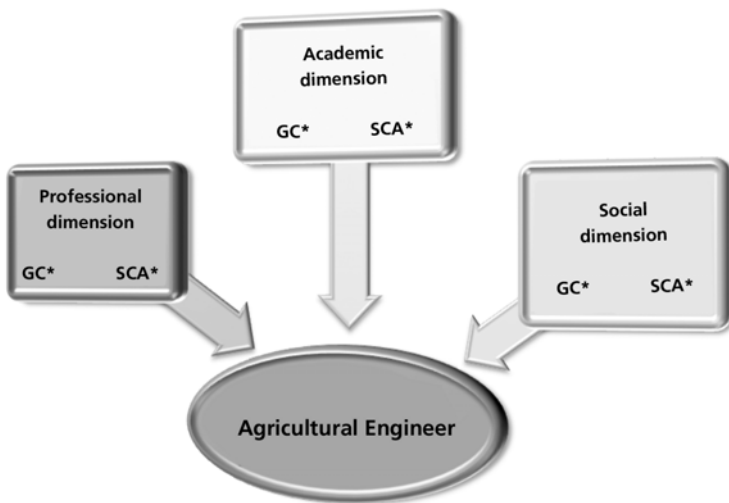 Academic
dimension
GC* SCA*
Professional
dimension
GC* SCA*
Social
dimension
GC* SCA*
Agricultural Engineer